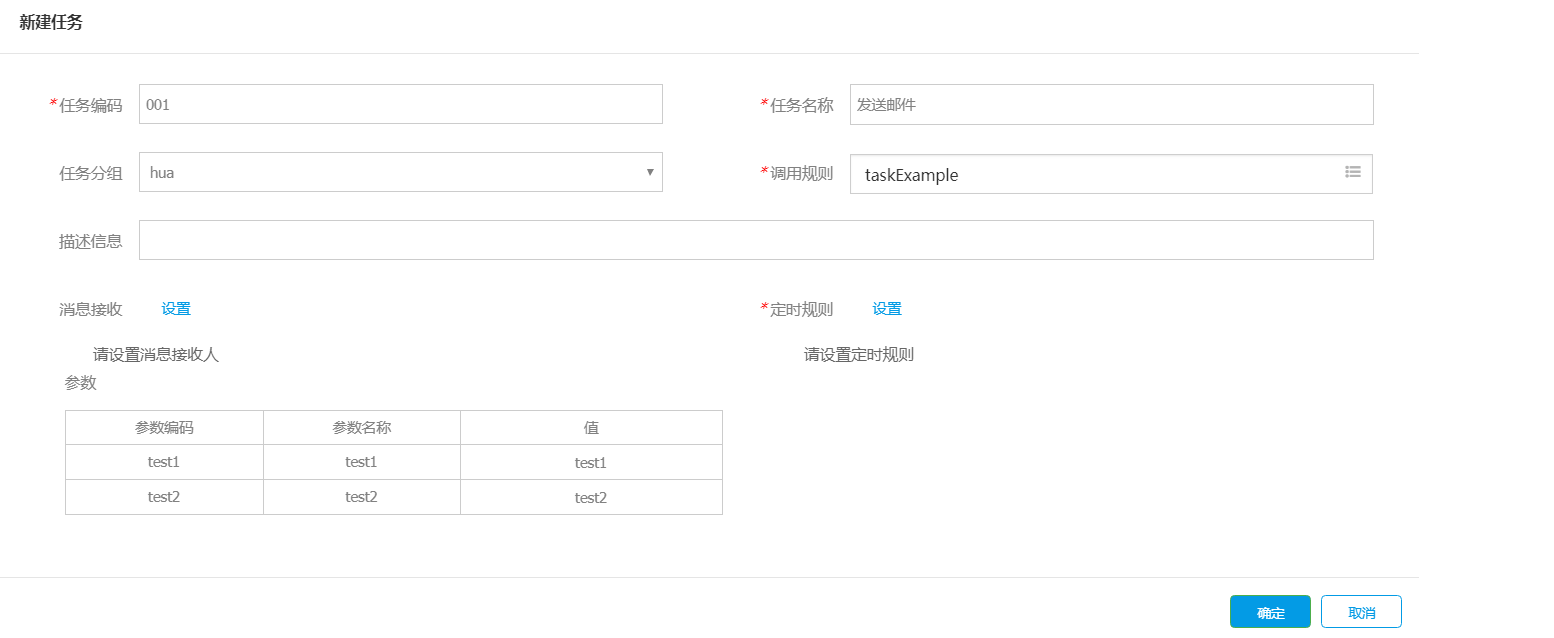 新建任务
*任务编码 001 *任务名称 发送邮件
任务分组 hua *调用规则 taskExample
描述信息
消息接收 设置 *定时规则 设置
请设置消息接收人 请设置定时规则
参数
参数编码 参数名称 值
test1 test1 test1
test2 test2 test2
确定 取消